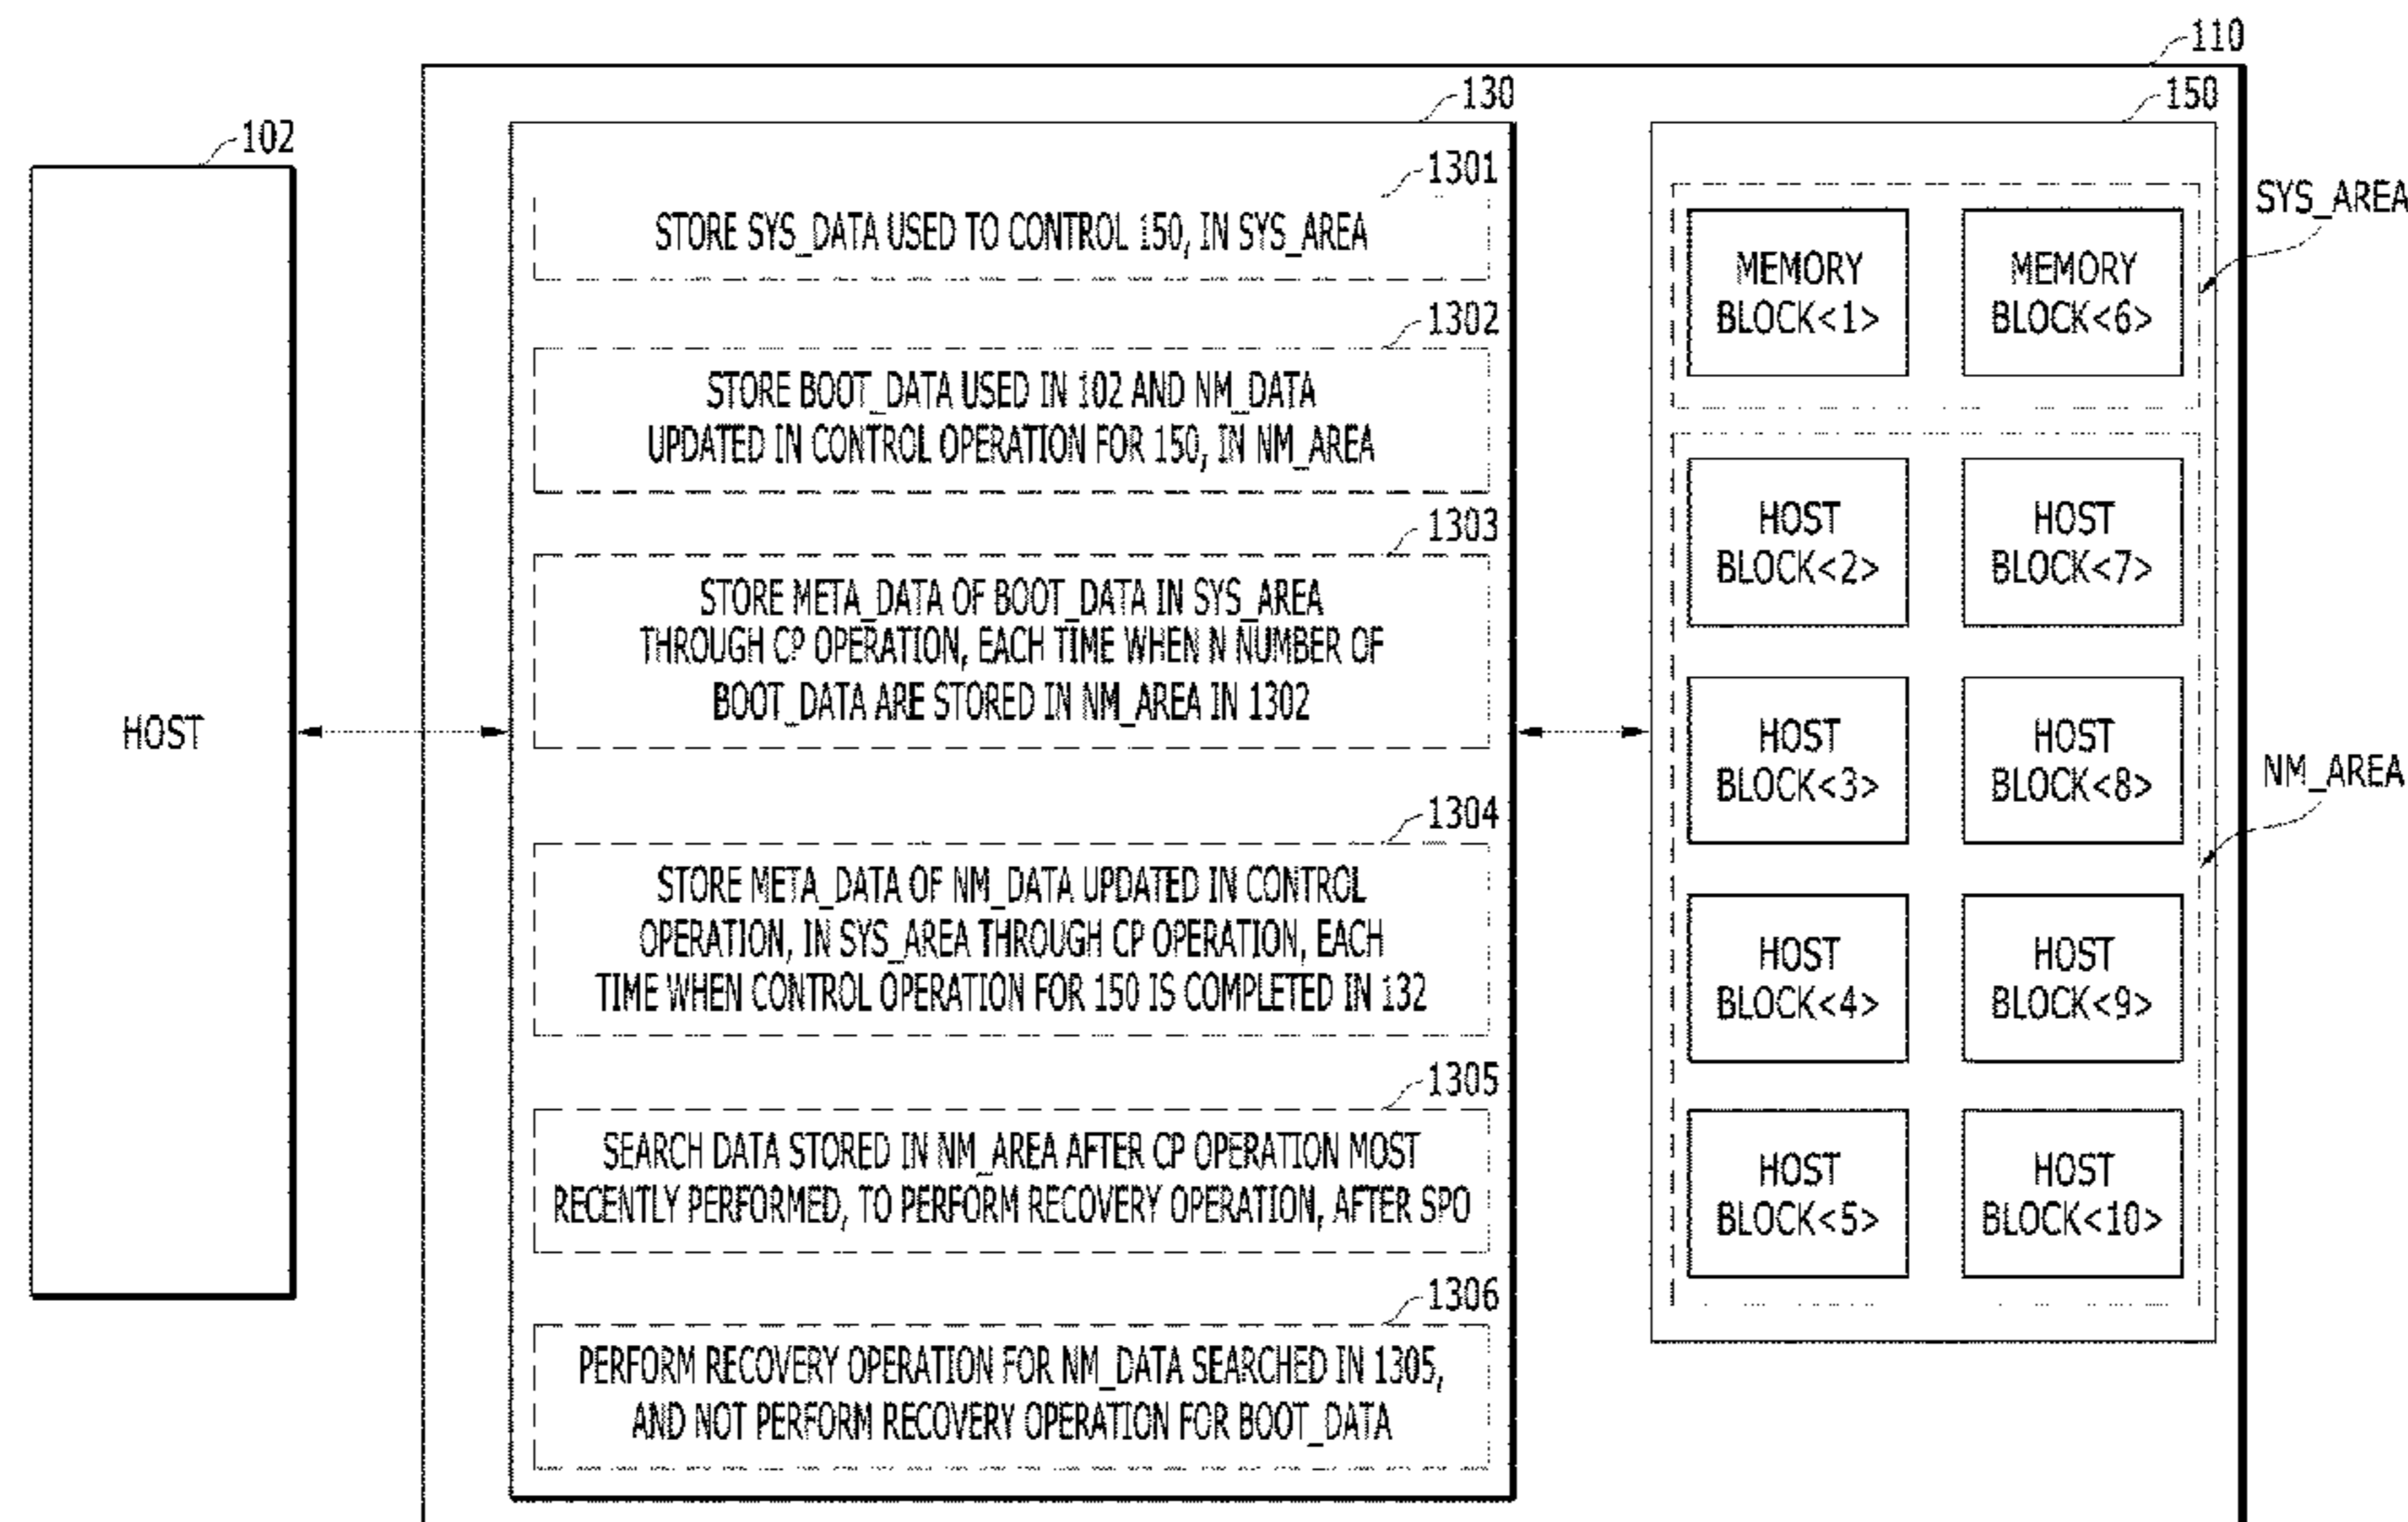 110
130
150
102
1301
STORE SYS_DATA USED TO CONTROL 150, IN SYS_AREA
1302
STORE BOOT_DATA USED IN 102 AND NM_DATA
UPDATED IN CONTROL OPERATION FOR 150, IN NM_AREA
1303
STORE META_DATA OF BOOT_DATA IN SYS_AREA
THROUGH CP OPERATION, EACH TIME WHEN N NUMBER OF
BOOT_DATA ARE STORED IN NM_AREA IN 1302
HOST
1304
STORE META_DATA OF NM_DATA UPDATED IN CONTROL
OPERATION, IN SYS_AREA THROUGH CP OPERATION, EACH
TIME WHEN CONTROL OPERATION FOR 150 IS COMPLETED IN 132
1305
SEARCH DATA STORED IN NM_AREA AFTER CP OPERATION MOST
RECENTLY PERFORMED, TO PERFORM RECOVERY OPERATION, AFTER SPO
1306
PERFORM RECOVERY OPERATION FOR NM_DATA SEARCHED IN 1305,
AND NOT PERFORM RECOVERY OPERATION FOR BOOT_DATA
SYS_AREA
MEMORY
BLOCK<1>
MEMORY
BLOCK<6>
HOST
BLOCK<2>
HOST
BLOCK<7>
HOST
BLOCK<3>
HOST
BLOCK<8>
NM_AREA
HOST
BLOCK<4>
HOST
BLOCK<9>
HOST
BLOCK<5>
HOST
BLOCK<10>